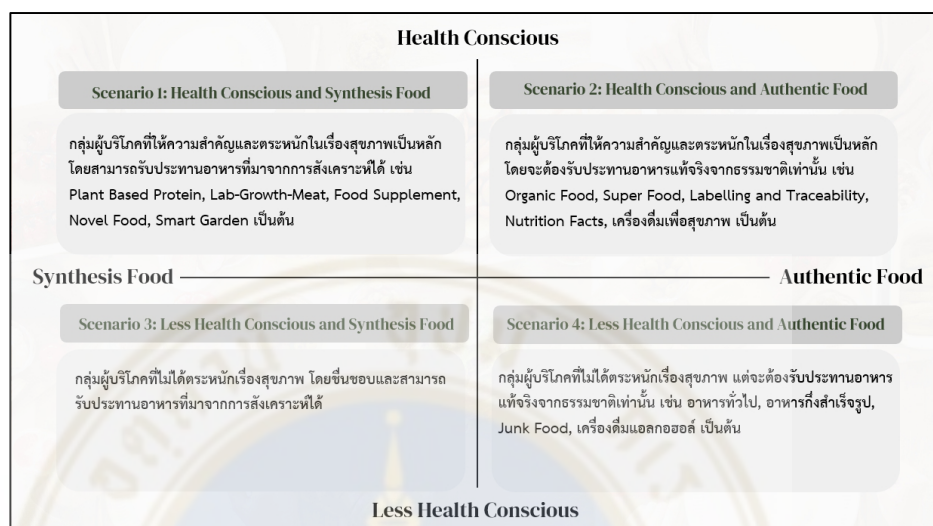 Health Conscious
Scenario 1: Health Conscious and Synthesis Food
กลุ่มผู้บริโภคที่ให้ความสำคัญและตระหนักในเรื่องสุขภาพเป็นหลัก
โดยสามารถรับประทานอาหารที่มาจากการสังเคราะห์ได้ เช่น
Plant Based Protein, Lab-Growth-Meat, Food Supplement,
Novel Food, Smart Garden เป็นต้น
Scenario 2: Health Conscious and Authentic Food
กลุ่มผู้บริโภคที่ให้ความสำคัญและตระหนักในเรื่องสุขภาพเป็นหลัก
โดยจะต้องรับประทานอาหารแท้จริงจากธรรมชาติเท่านั้น เช่น
Organic Food, Super Food, Labelling and Traceability,
Nutrition Facts, เครื่องดื่มเพื่อสุขภาพ เป็นต้น
Synthesis Food
Authentic Food
Scenario 3: Less Health Conscious and Synthesis Food
กลุ่มผู้บริโภคที่ไม่ได้ตระหนักเรื่องสุขภาพ โดยชื่นชอบและสามารถ
รับประทานอาหารที่มาจากการสังเคราะห์ได้
Scenario 4: Less Health Conscious and Authentic Food
กลุ่มผู้บริโภคที่ไม่ได้ตระหนักเรื่องสุขภาพ แต่จะต้องรับประทานอาหาร
แท้จริงจากธรรมชาติเท่านั้น เช่น อาหารทั่วไป, อาหารกึ่งสำเร็จรูป,
Junk Food, เครื่องดื่มแอลกอฮอล์ เป็นต้น
Less Health Conscious